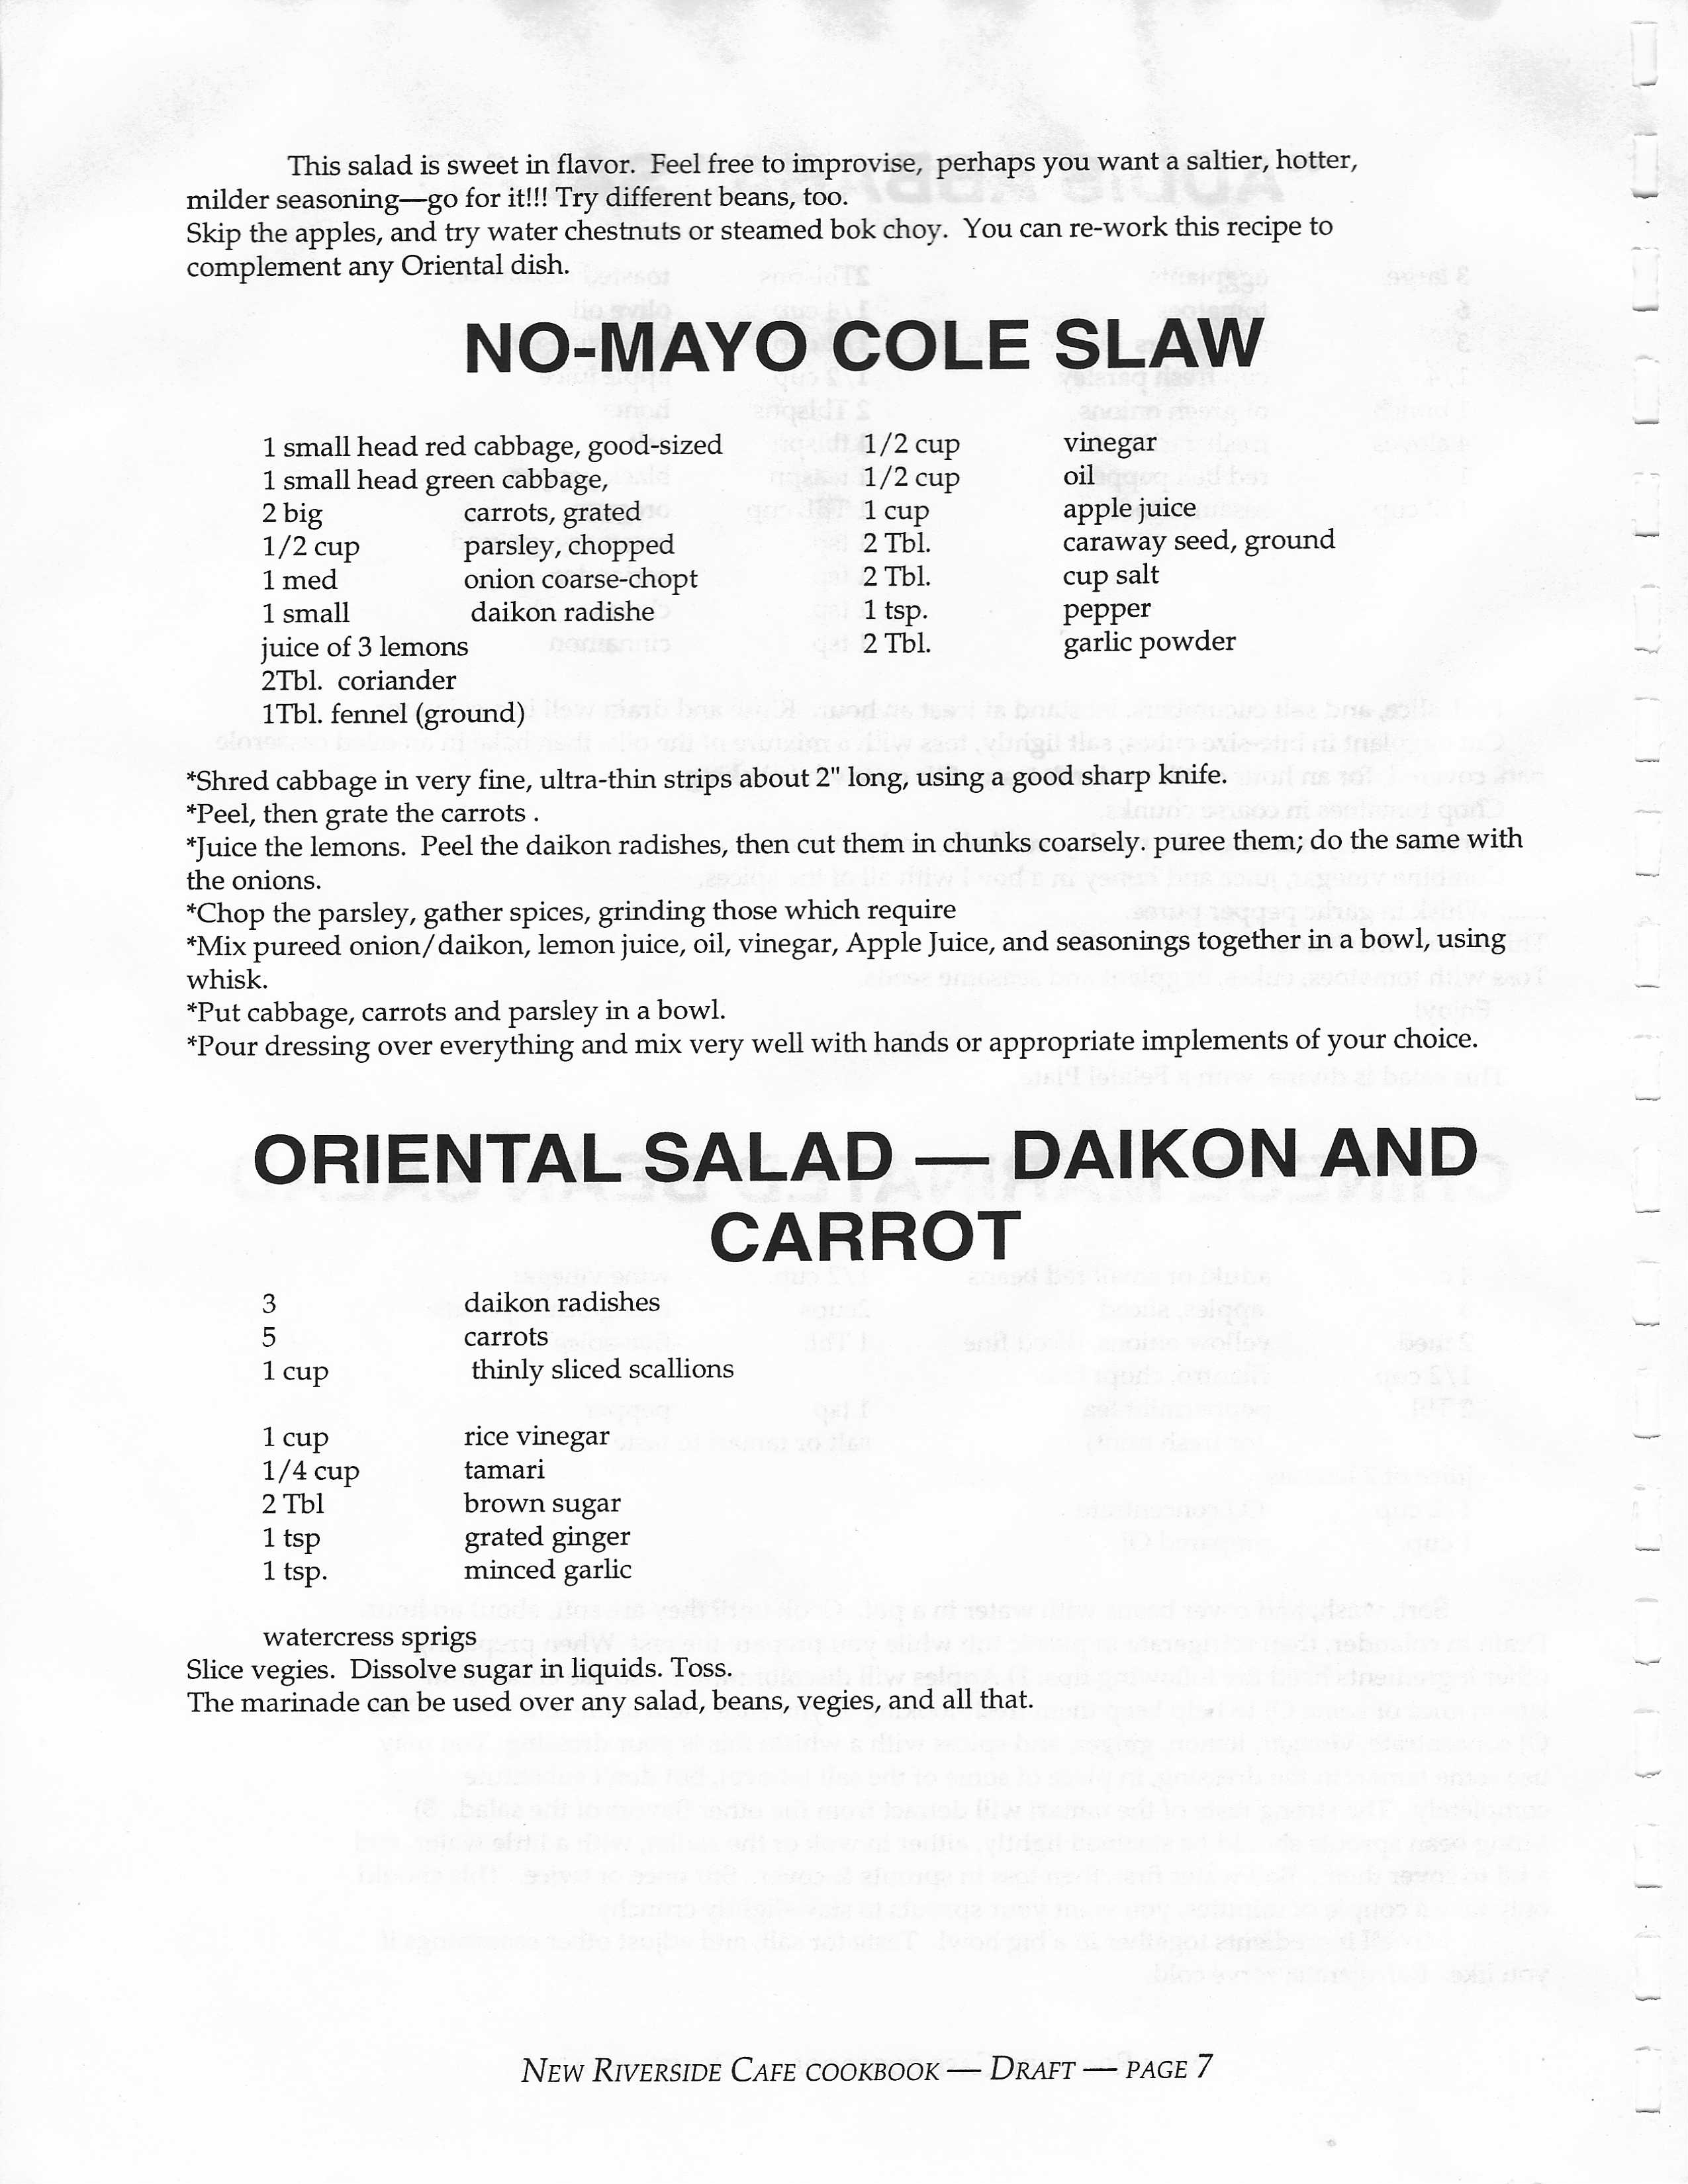 This salad is sweet in flavor.  Feel free to improvise,  perhaps you want a saltier, hotter,
milder seasoning—go for it!!! Try different beans, too.
Skip the apples, and try water chestnuts or steamed bok choy.  You can re-work this recipe to
complement any Oriental dish.
NO-MAYO COLE SLAW
1 small head red cabbage, good-sized
1 small head green cabbage,
2 big carrots, grated
1/2 cup parsley, chopped
1 med onion coarse-chopt
1 small daikon radishe
juice of 3 lemons
2Tbl.  coriander
1Tbl. fennel (ground)
1/2 cup vinegar
1/2 cup oil
1 cup apple juice
2 Tbl. caraway seed, ground
2 Tbl. cup salt
1 tsp. pepper
2 Tbl. garlic powder
*Shred cabbage in very fine, ultra-thin strips about 2" long, using a good sharp knife.
*Peel, then grate the carrots .
*Juice the lemons.  Peel the daikon radishes, then cut them in chunks coarsely. puree them; do the same with
the onions.
*Chop the parsley, gather spices, grinding those which require
*Mix pureed onion/daikon, lemon juice, oil, vinegar, Apple Juice, and seasonings together in a bowl, using
whisk.
*Put cabbage, carrots and parsley in a bowl.
*Pour dressing over everything and mix very well with hands or appropriate implements of your choice.
ORIENTAL SALAD — DAIKON AND
CARROT
3 daikon radishes
5 carrots
1 cup thinly sliced scallions
1 cup rice vinegar
1/4 cup tamari
2 Tbl brown sugar
1 tsp grated ginger
1 tsp. minced garlic
watercress sprigs
Slice vegies.  Dissolve sugar in liquids. Toss.
The marinade can be used over any salad, beans, vegies, and all that.
NEW RIVERSIDE CAFE COOKBOOK — DRAFT — PAGE 7